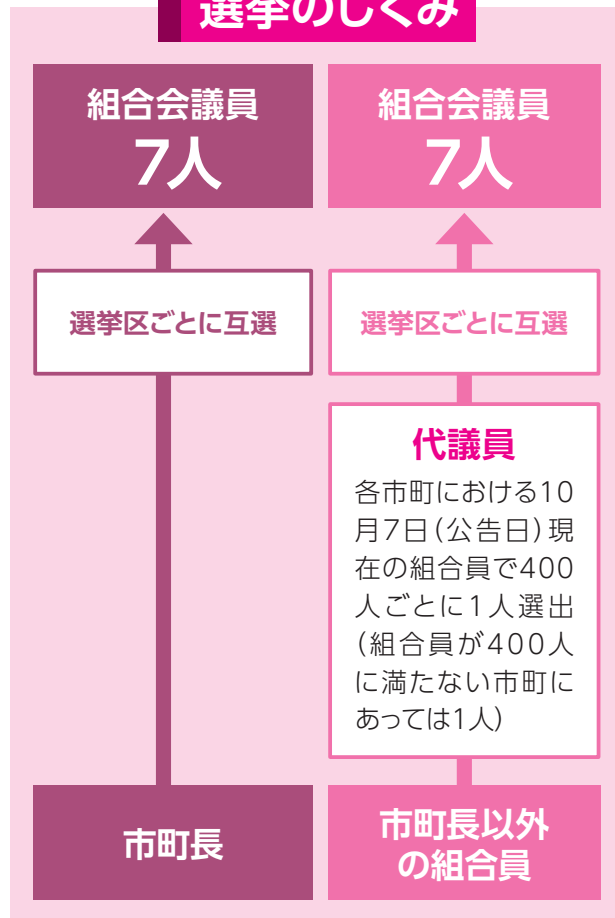 選挙のしくみ
組合会議員
7人
選挙区ごとに互選
市町長
組合会議員
7人
選挙区ごとに互選
代議員
各市町における10
月7日（公告日）現
在の組合員で400
人ごとに1人選出
（組合員が400人
に満たない市町に
あっては1人）
市町長以外
の組合員